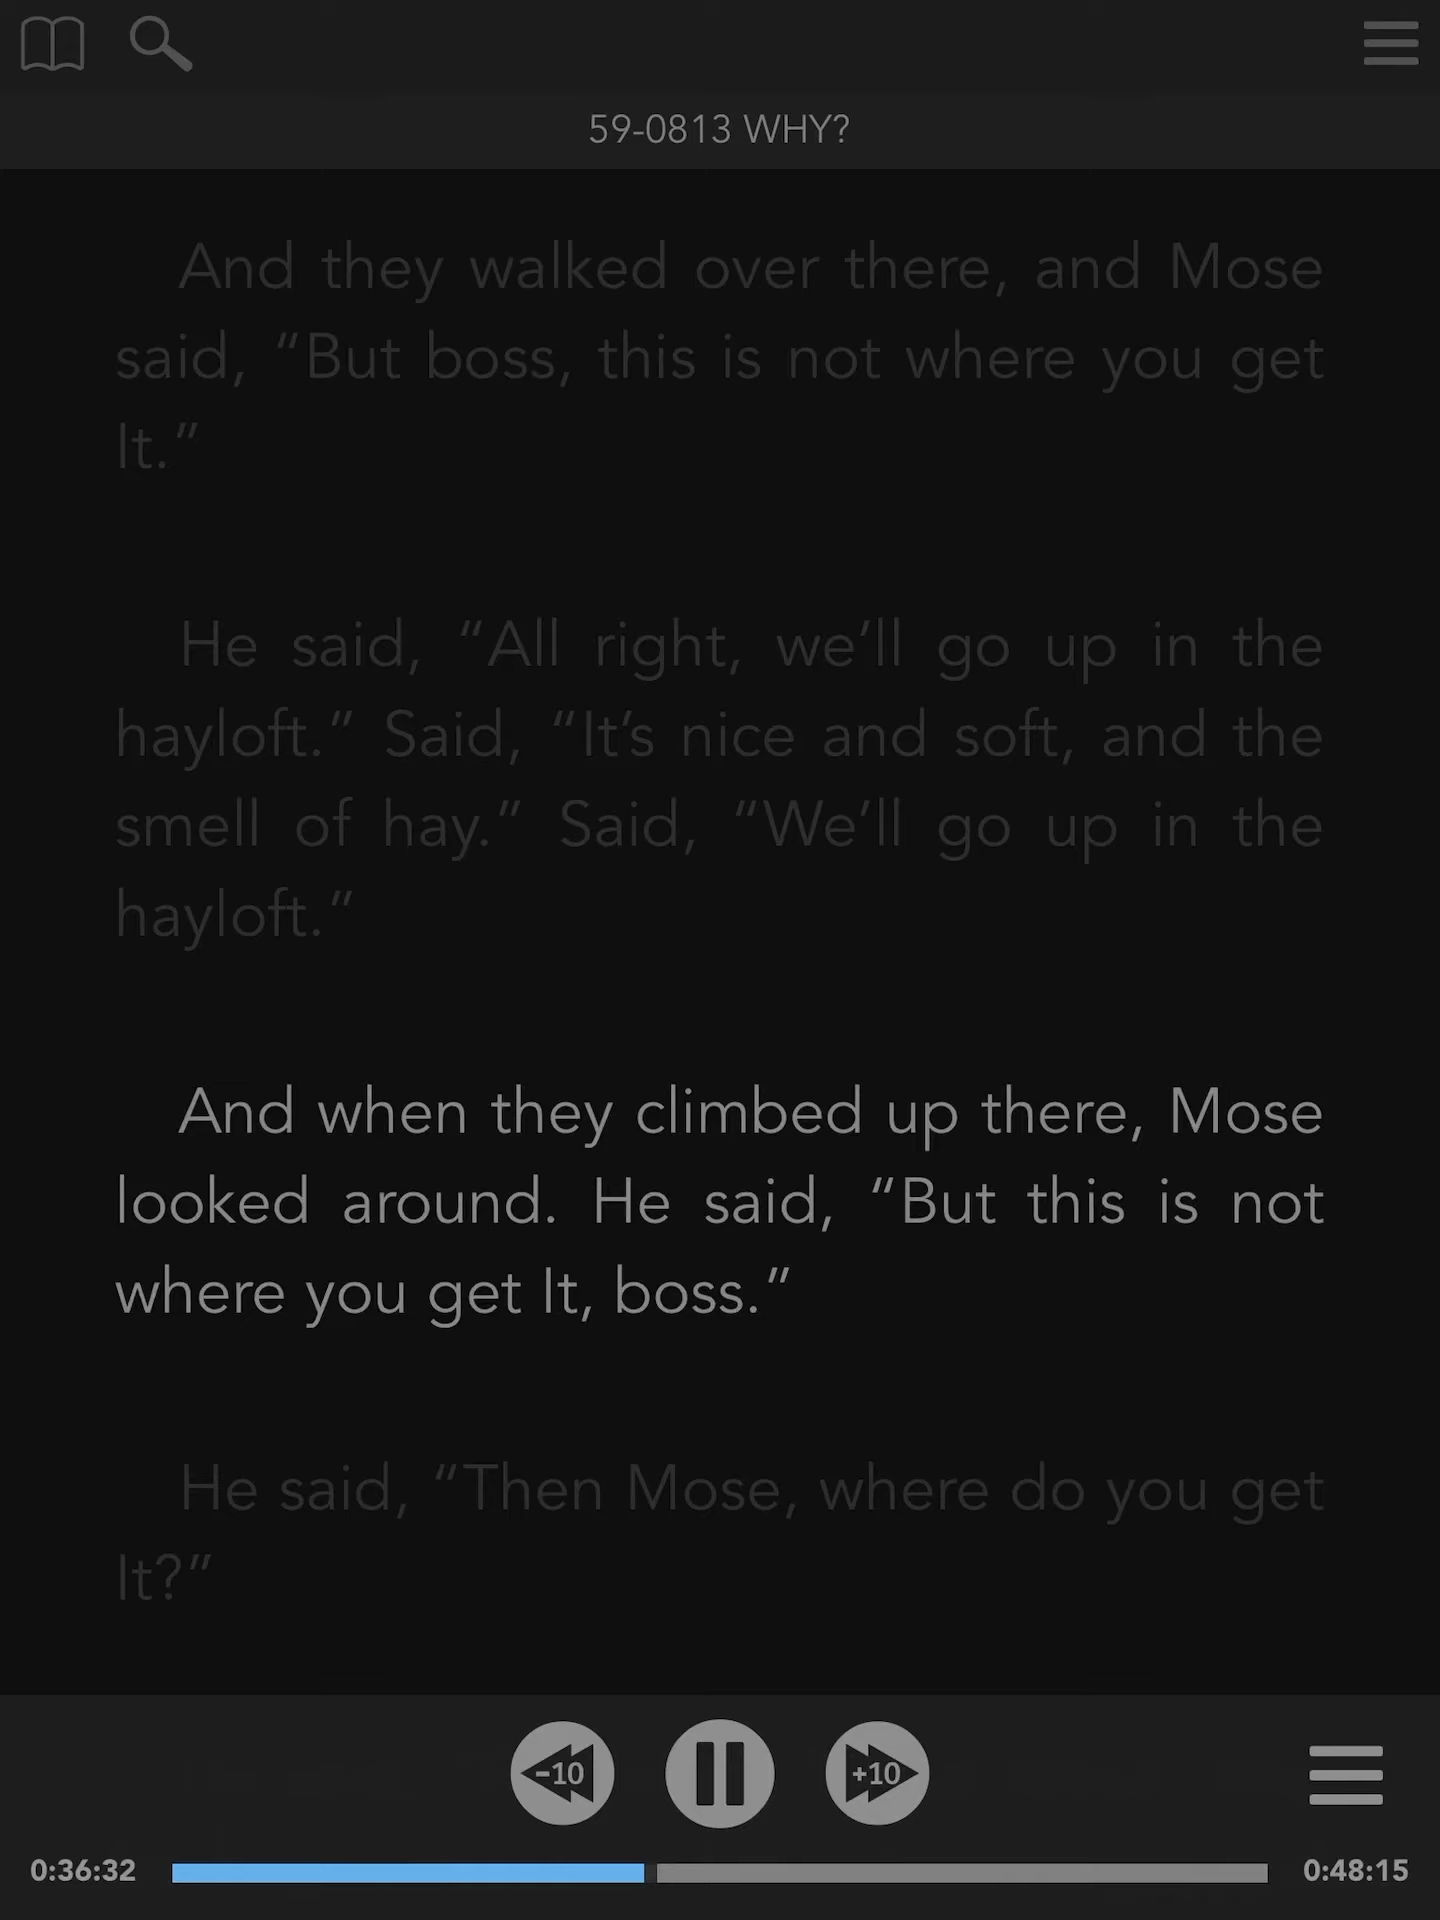 59-0813 WHY?
And they walked over there, and Mose
said, “But boss, this is not where you get
It.”
He said, “All right, we’ll go up in the
hayloft.” Said, “It’s nice and soft, and the
smell of hay.” Said, “We’ll go up in the
hayloft.”
And when they climbed up there, Mose
looked around. He said, “But this is not
where you get It, boss.”
He said, “Then Mose, where do you get
It?”
-10
+10
0:36:32
0:48:15